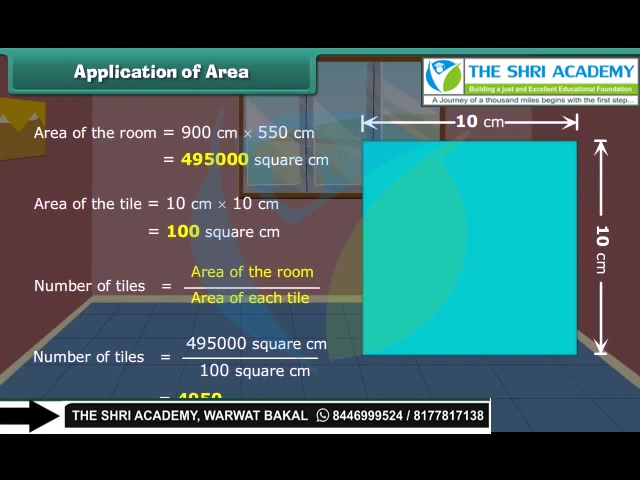 Application of Area
THE SHRI ACADEMY
Building a just and Excellent Educational Foundation
A Journey of a thousand miles begins with the first step...
Area of the room = 900 cm × 550 cm
= 495000 square cm
Area of the tile = 10 cm × 10 cm
= 100 square cm
Number of tiles = Area of the room
Area of each tile
Number of tiles = 495000 square cm
100 square cm
= 4950
10 cm
10 cm
THE SHRI ACADEMY, WARWAT BAKAL 8446999524 / 8177817138